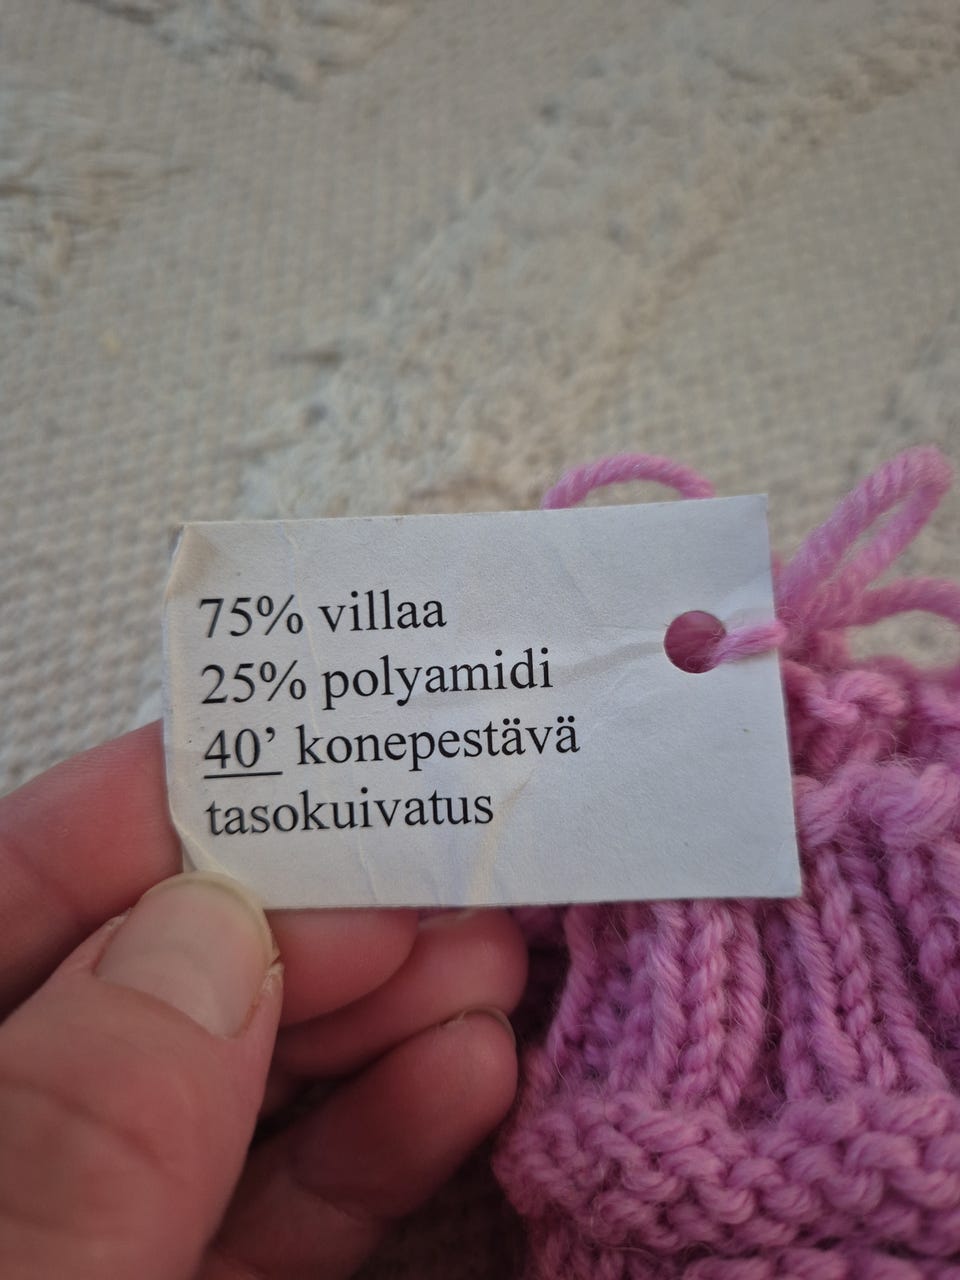 75% villaa
25% polyamidi
40’ konepestävä
tasokuivatus